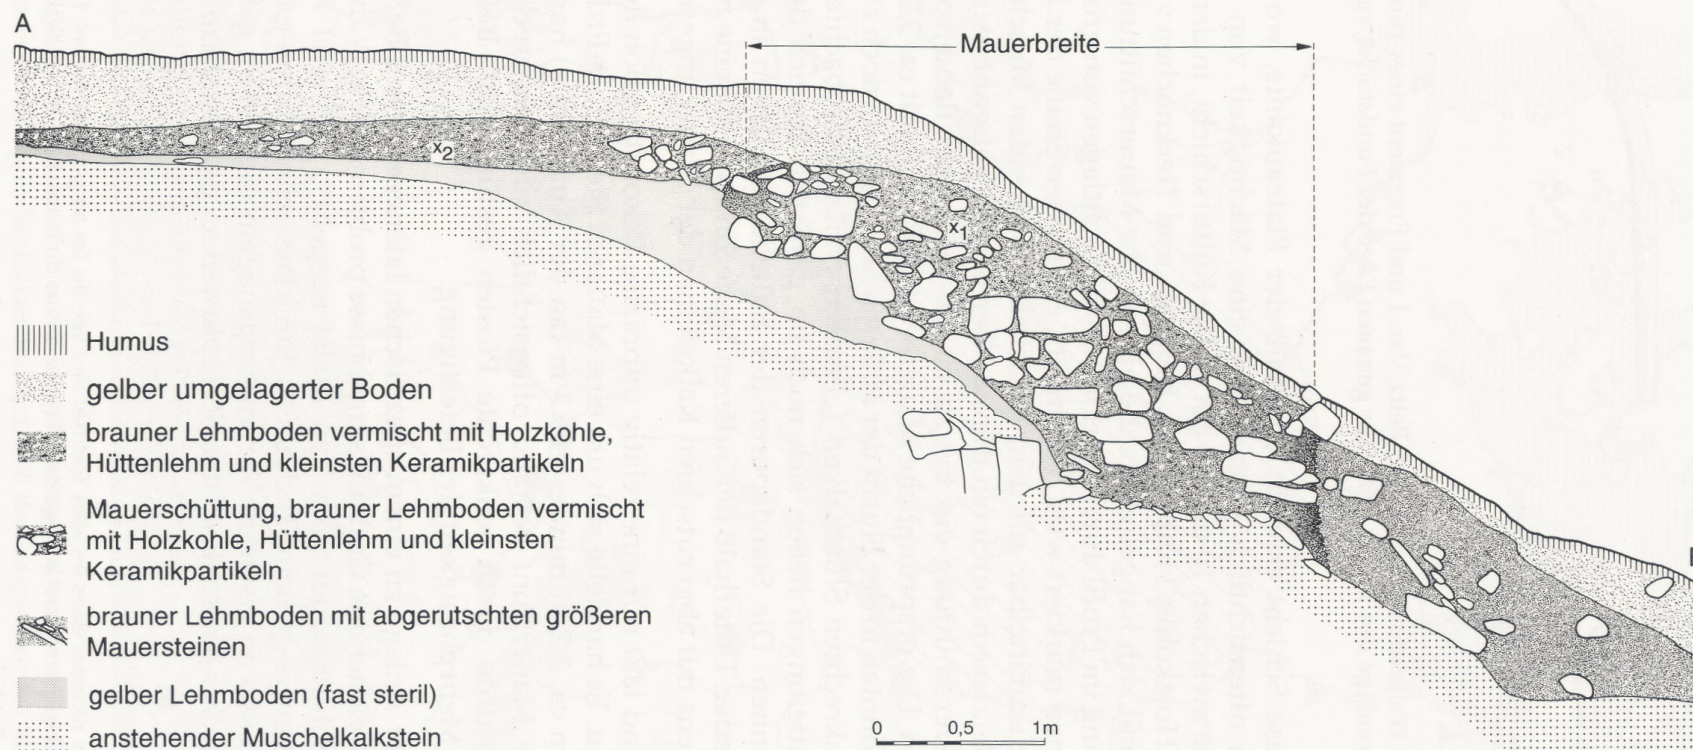 A
Mauerbreite
x2
x1
Humus
gelber umgelagerter Boden
brauner Lehmboden vermischt mit Holzkohle,
Hüttenlehm und kleinsten Keramikpartikeln
Mauerschüttung, brauner Lehmboden vermischt
mit Holzkohle, Hüttenlehm und kleinsten
Keramikpartikeln
brauner Lehmboden mit abgerutschten größeren
Mauersteinen
gelber Lehmboden (fast steril)
anstehender Muschelkalkstein
0 0,5 1m